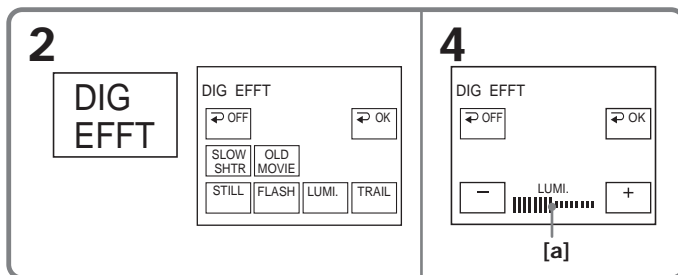 2
DIG
EFFT
DIG EFFT
⮌ OFF
⮌ OK
SLOW
SHTR
OLD
MOVIE
STILL
FLASH
LUMI.
TRAIL
4
DIG EFFT
⮌ OFF
⮌ OK
–
LUMI.
+
[a]